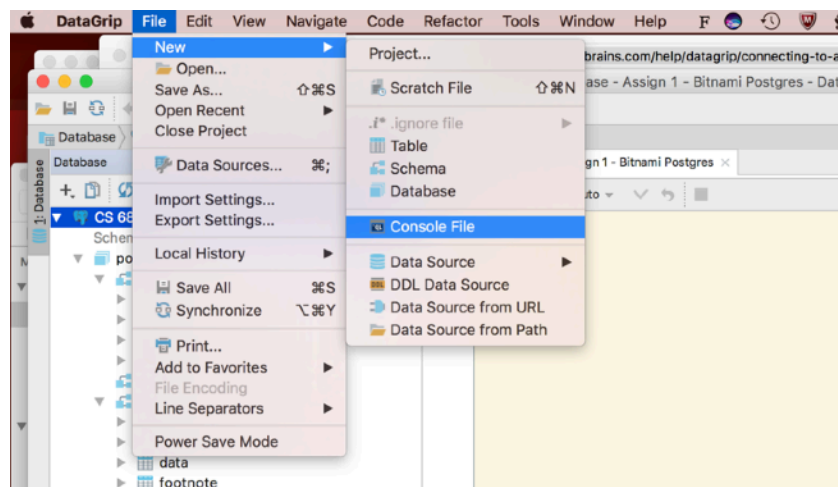 DataGrip File Edit View Navigate Code Refactor Tools Window Help
brains.com/help/datagrip/connecting-to-a
ase - Assign 1 - Bitnami Postgres - Dat
Database
Database
gn 1 - Bitnami Postgres
1: Database
CS 68
Schem
po
New
Open...
Save As... ⇧⌘S
Open Recent
Close Project
Data Sources... ⌘;
Import Settings...
Export Settings...
Local History
Save All ⌘S
Synchronize ⌥⌘Y
Print...
Add to Favorites
File Encoding
Line Separators
Power Save Mode
Project...
Scratch File ⇧⌘N
.i* .ignore file
Table
Schema
Database
Console File
Data Source
DDL Data Source
Data Source from URL
Data Source from Path
data
footnote